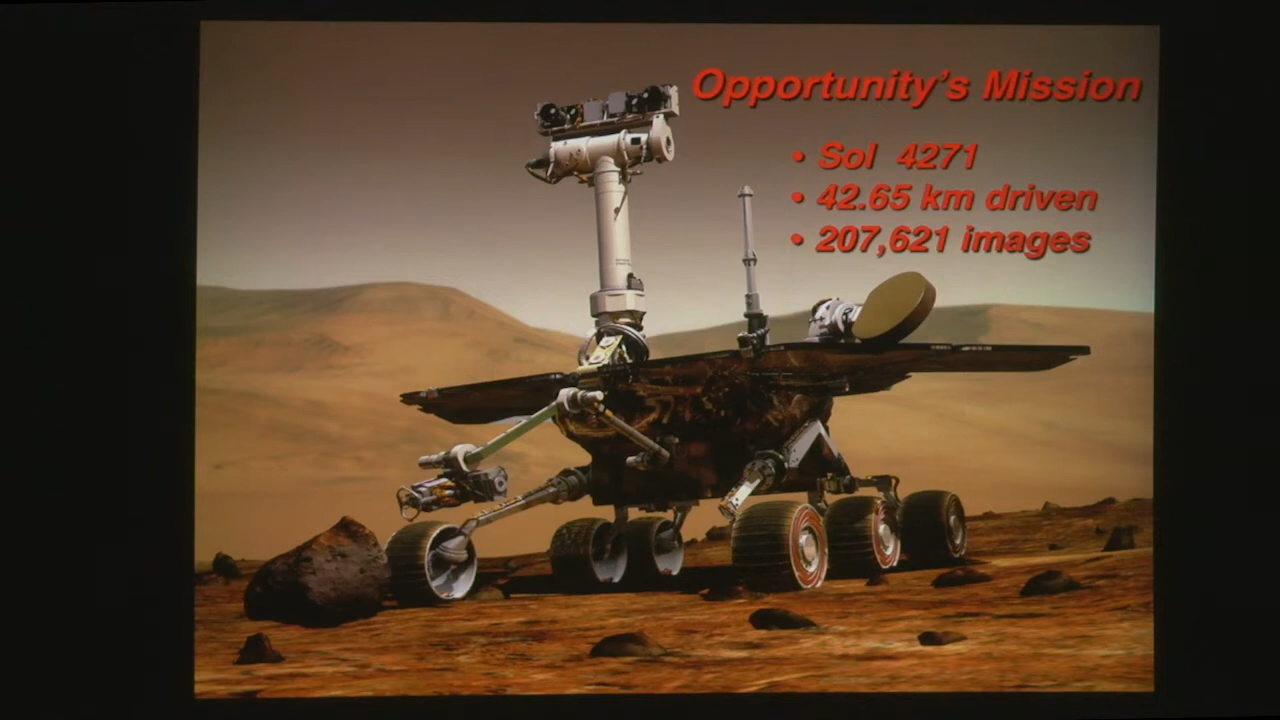 Opportunity's Mission
• Sol 4271
• 42.65 km driven
• 207,621 images